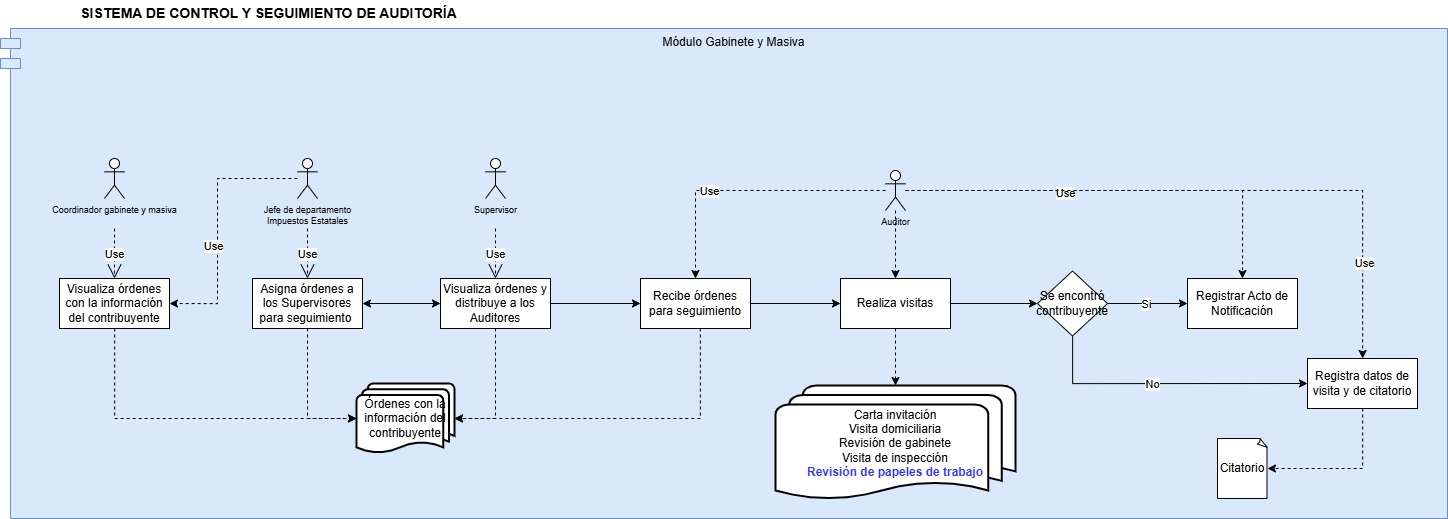 SISTEMA DE CONTROL Y SEGUIMIENTO DE AUDITORÍA
Módulo Gabinete y Masiva
Coordinador gabinete y masiva
Jefe de departamento
Impuestos Estatales
Supervisor
Auditor
Use
Use
Use
Use
Use
Use
Use
Visualiza órdenes
con la información
del contribuyente
Asigna órdenes a
los Supervisores
para seguimiento
Visualiza órdenes y
distribuye a los
Auditores
Recibe órdenes
para seguimiento
Realiza visitas
Se encontró
contribuyente
Si
Registrar Acto de
Notificación
No
Registra datos de
visita y de citatorio
Órdenes con la
información del
contribuyente
Carta invitación
Visita domiciliaria
Revisión de gabinete
Visita de inspección
Revisión de papeles de trabajo
Citatorio